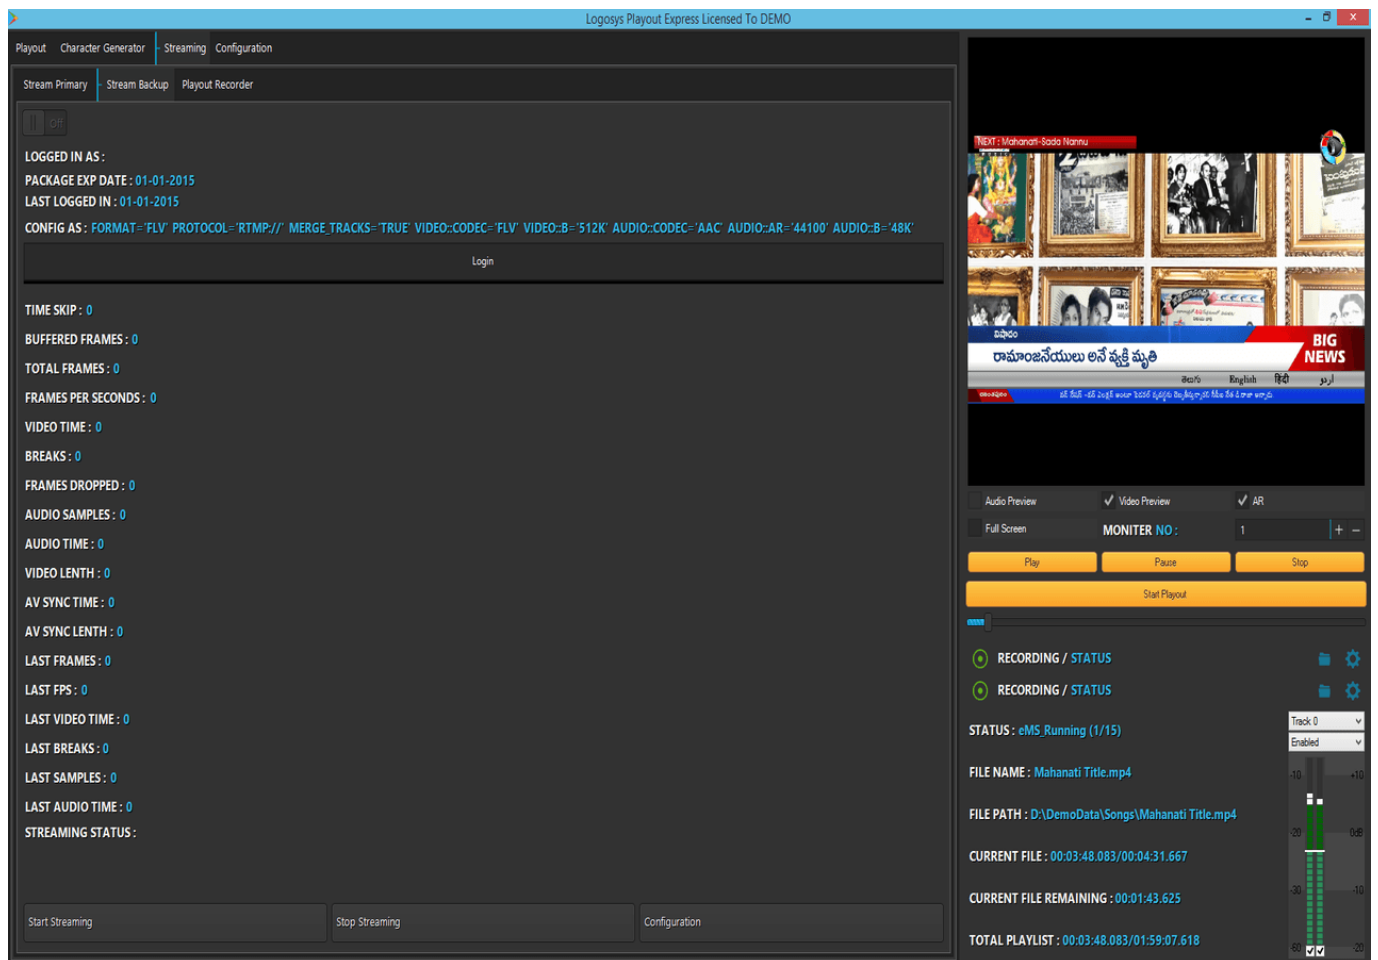 Logosys Playout Express Licensed To DEMO
Playout Character Generator Streaming Configuration
Stream Primary Stream Backup Playout Recorder
Off
LOGGED IN AS :
PACKAGE EXP DATE : 01-01-2015
LAST LOGGED IN : 01-01-2015
CONFIG AS : FORMAT='FLV' PROTOCOL='RTMP://' MERGE_TRACKS='TRUE' VIDEO::CODEC='FLV' VIDEO::B='512K' AUDIO::CODEC='AAC' AUDIO::AR='44100' AUDIO::B='48K'
Login
TIME SKIP : 0
BUFFERED FRAMES : 0
TOTAL FRAMES : 0
FRAMES PER SECONDS : 0
VIDEO TIME : 0
BREAKS : 0
FRAMES DROPPED : 0
AUDIO SAMPLES : 0
AUDIO TIME : 0
VIDEO LENTH : 0
AV SYNC TIME : 0
AV SYNC LENTH : 0
LAST FRAMES : 0
LAST FPS : 0
LAST VIDEO TIME : 0
LAST BREAKS : 0
LAST SAMPLES : 0
LAST AUDIO TIME : 0
STREAMING STATUS :
Start Streaming Stop Streaming Configuration
NEXT : Mahanati-Sada Nannu
విషాదం
రామాంజనేయులు అనే వ్యక్తి మృతి
BIG
NEWS
తెలుగు English हिंदी اردو
Audio Preview Video Preview AR
Full Screen MONITER NO : 1 + −
Play Pause Stop
Start Playout
RECORDING / STATUS
RECORDING / STATUS
STATUS : eMS_Running (1/15)
Track 0
Enabled
FILE NAME : Mahanati Title.mp4
FILE PATH : D:\DemoData\Songs\Mahanati Title.mp4
CURRENT FILE : 00:03:48.083/00:04:31.667
CURRENT FILE REMAINING : 00:01:43.625
TOTAL PLAYLIST : 00:03:48.083/01:59:07.618
-10 +10
-20 0dB
-30 -10
-60 -20